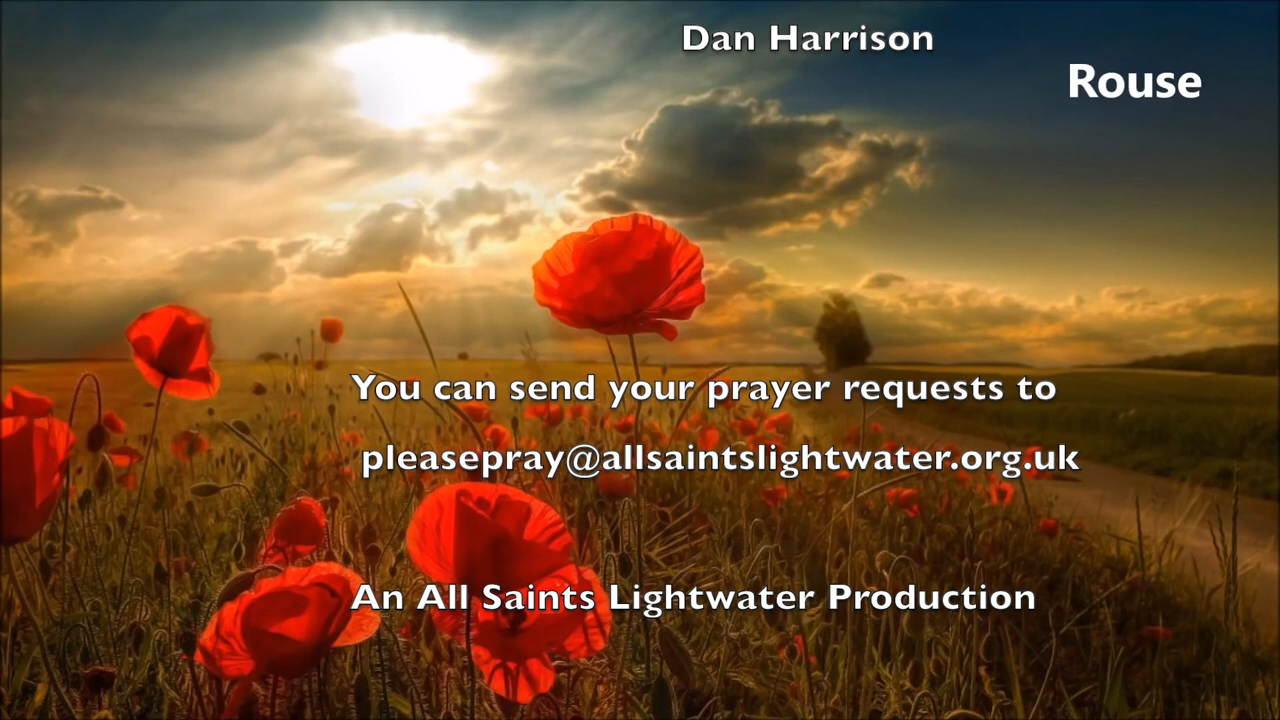 Dan Harrison
Rouse
You can send your prayer requests to
pleasepray@allsaintslightwater.org.uk
An All Saints Lightwater Production